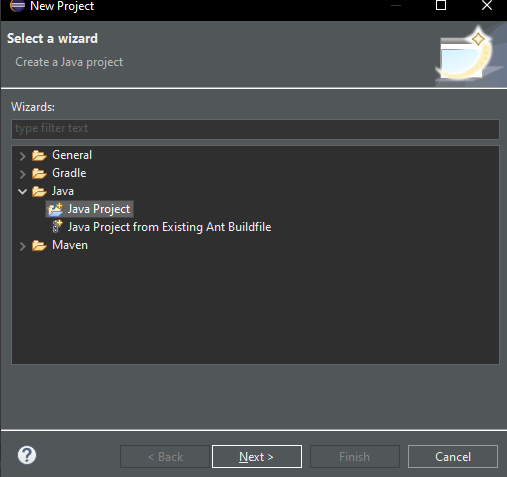 New Project
Select a wizard
Create a Java project
Wizards:
type filter text
General
Gradle
Java
Java Project
Java Project from Existing Ant Buildfile
Maven
?
< Back
Next >
Finish
Cancel